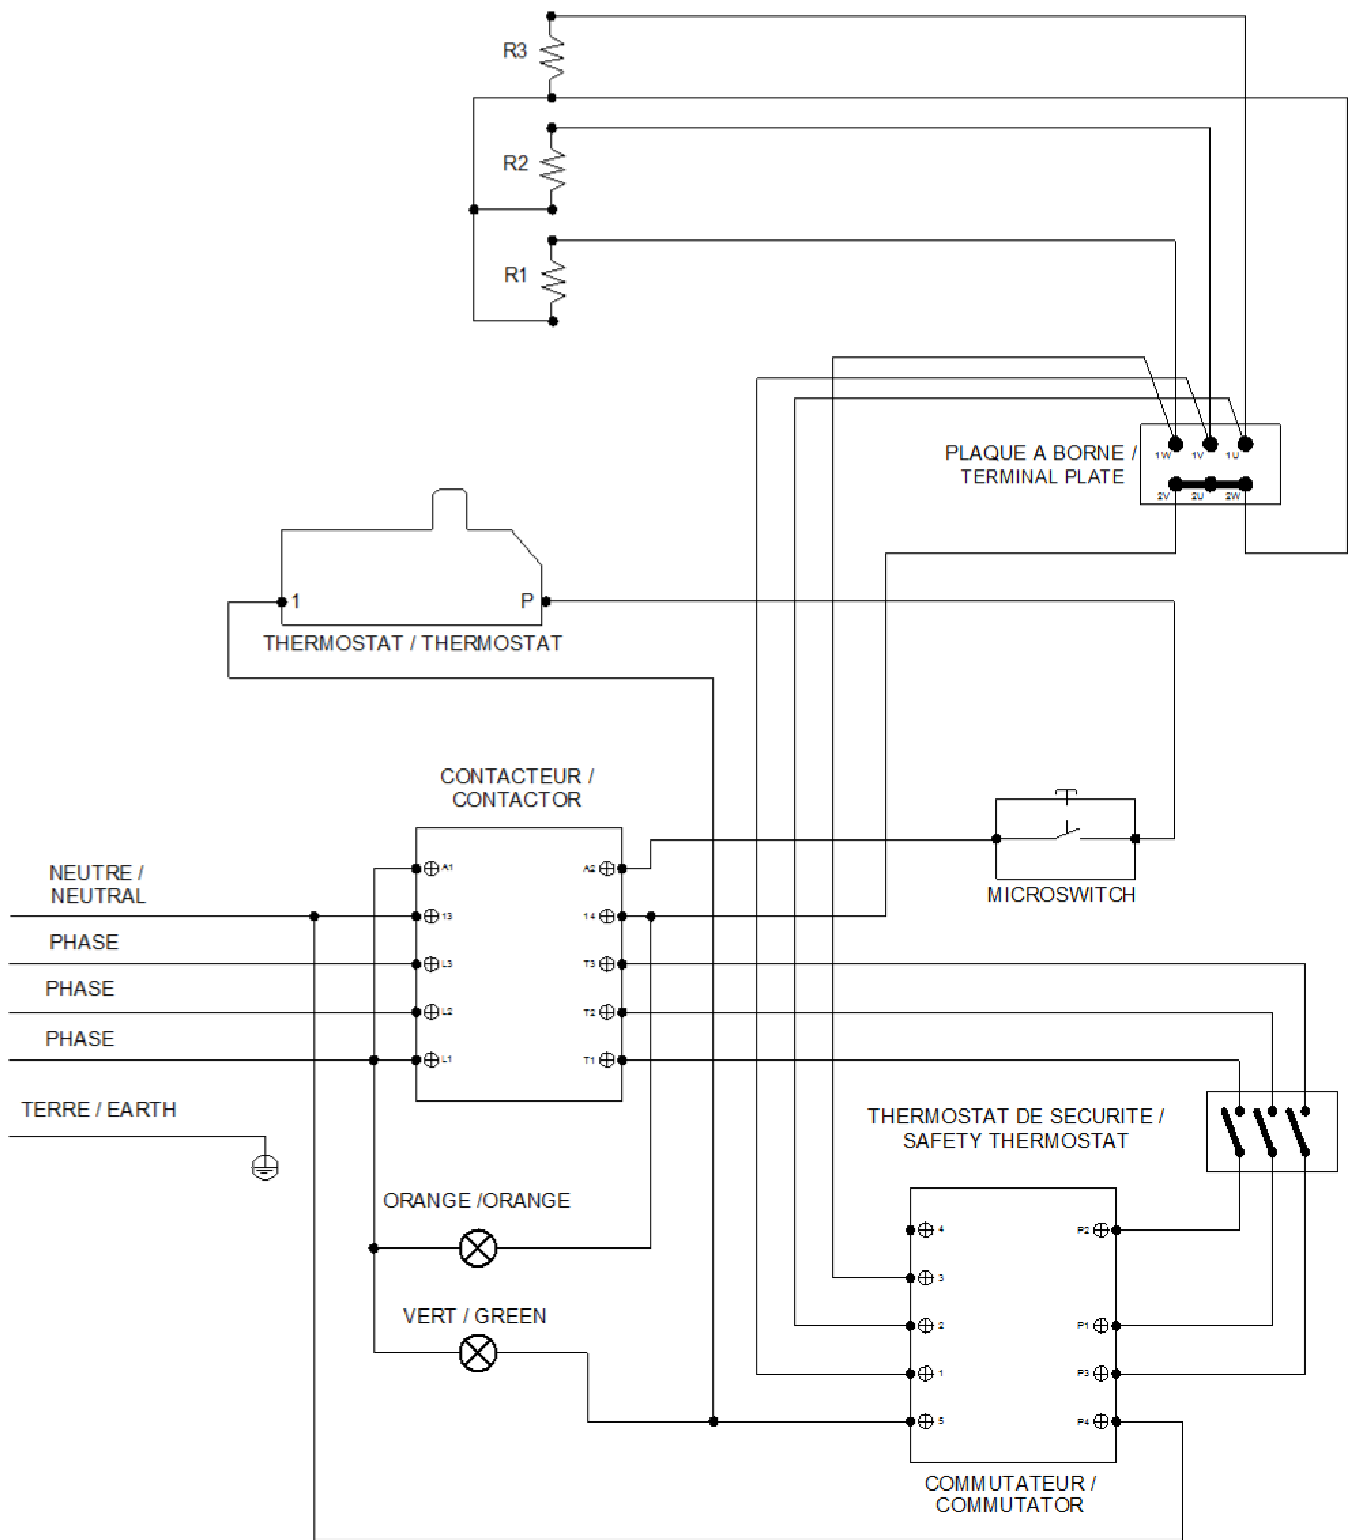 R3
R2
R1
PLAQUE A BORNE /
TERMINAL PLATE
1W 1V 1U
2V 2U 2W
1 P
THERMOSTAT / THERMOSTAT
CONTACTEUR /
CONTACTOR
NEUTRE /
NEUTRAL
PHASE
PHASE
PHASE
TERRE / EARTH
A1 A2
13 14
L3 T3
L2 T2
L1 T1
MICROSWITCH
THERMOSTAT DE SECURITE /
SAFETY THERMOSTAT
ORANGE /ORANGE
VERT / GREEN
4 P2
3
2 P1
1 P3
5 P4
COMMUTATEUR /
COMMUTATOR